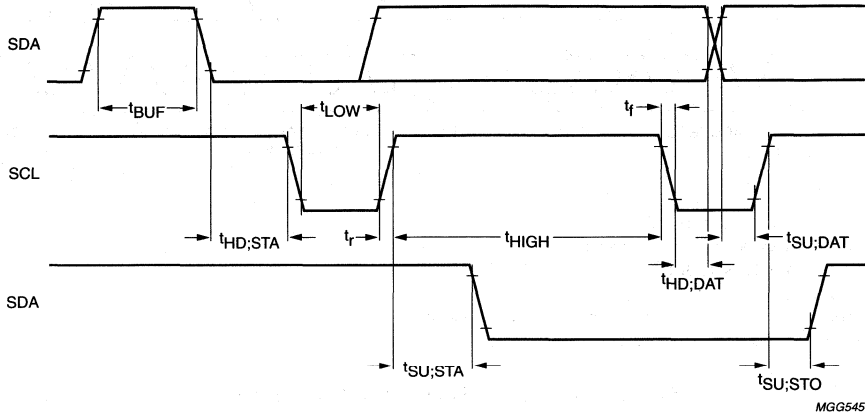 SDA
tBUF
tLOW
tf
SCL
tHD;STA
tr
tHIGH
tSU;DAT
tHD;DAT
SDA
tSU;STA
tSU;STO
MGG545